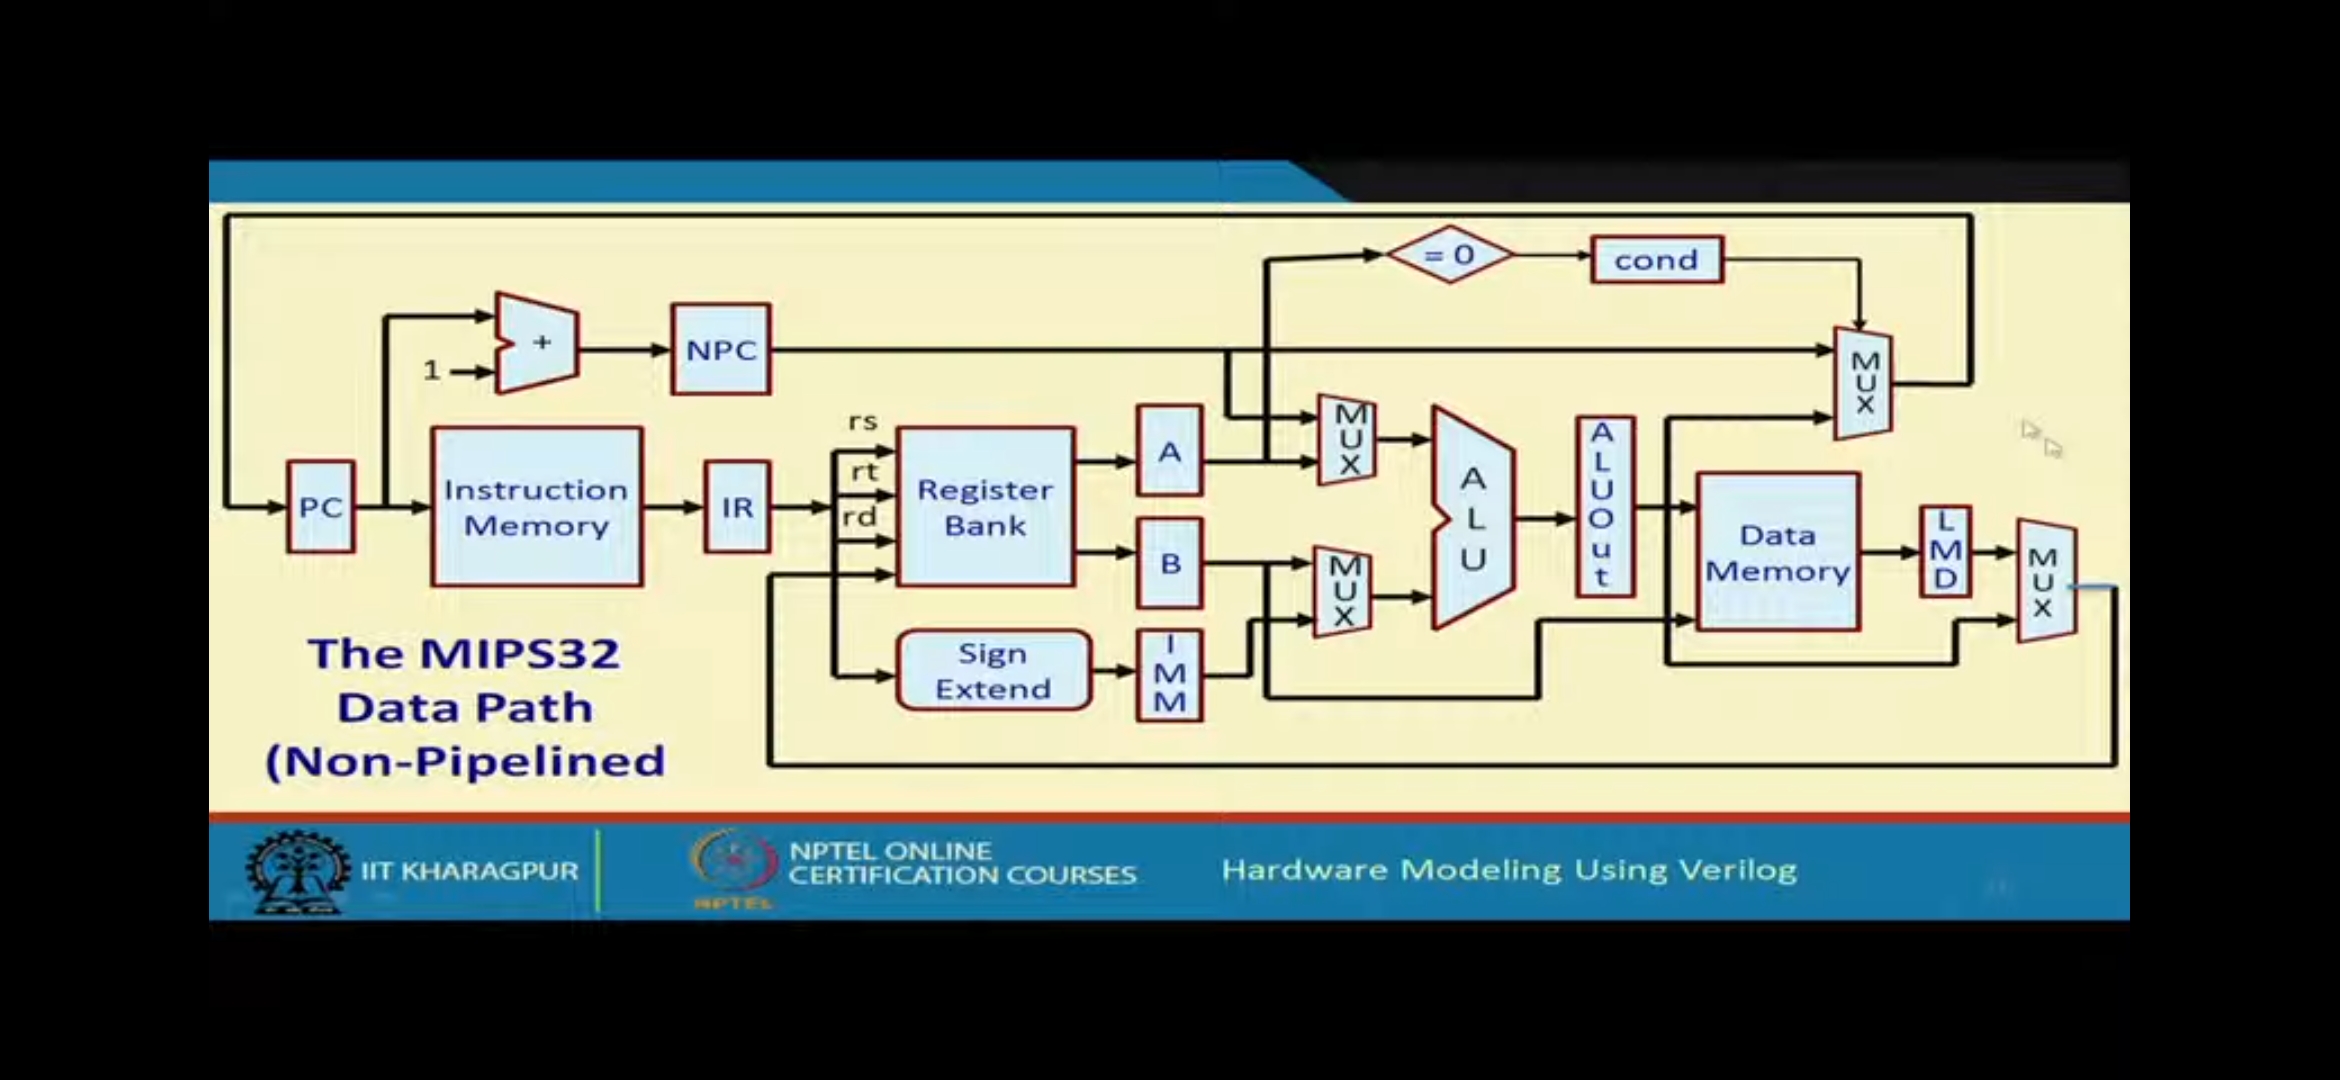 = 0
cond
+
NPC
1
MUX
rs
rt
rd
PC
Instruction
Memory
IR
Register
Bank
A
B
MUX
MUX
ALU
ALUOut
Data
Memory
LMD
MUX
Sign
Extend
IMM
The MIPS32
Data Path
(Non-Pipelined
IIT KHARAGPUR
NPTEL
NPTEL ONLINE
CERTIFICATION COURSES
Hardware Modeling Using Verilog